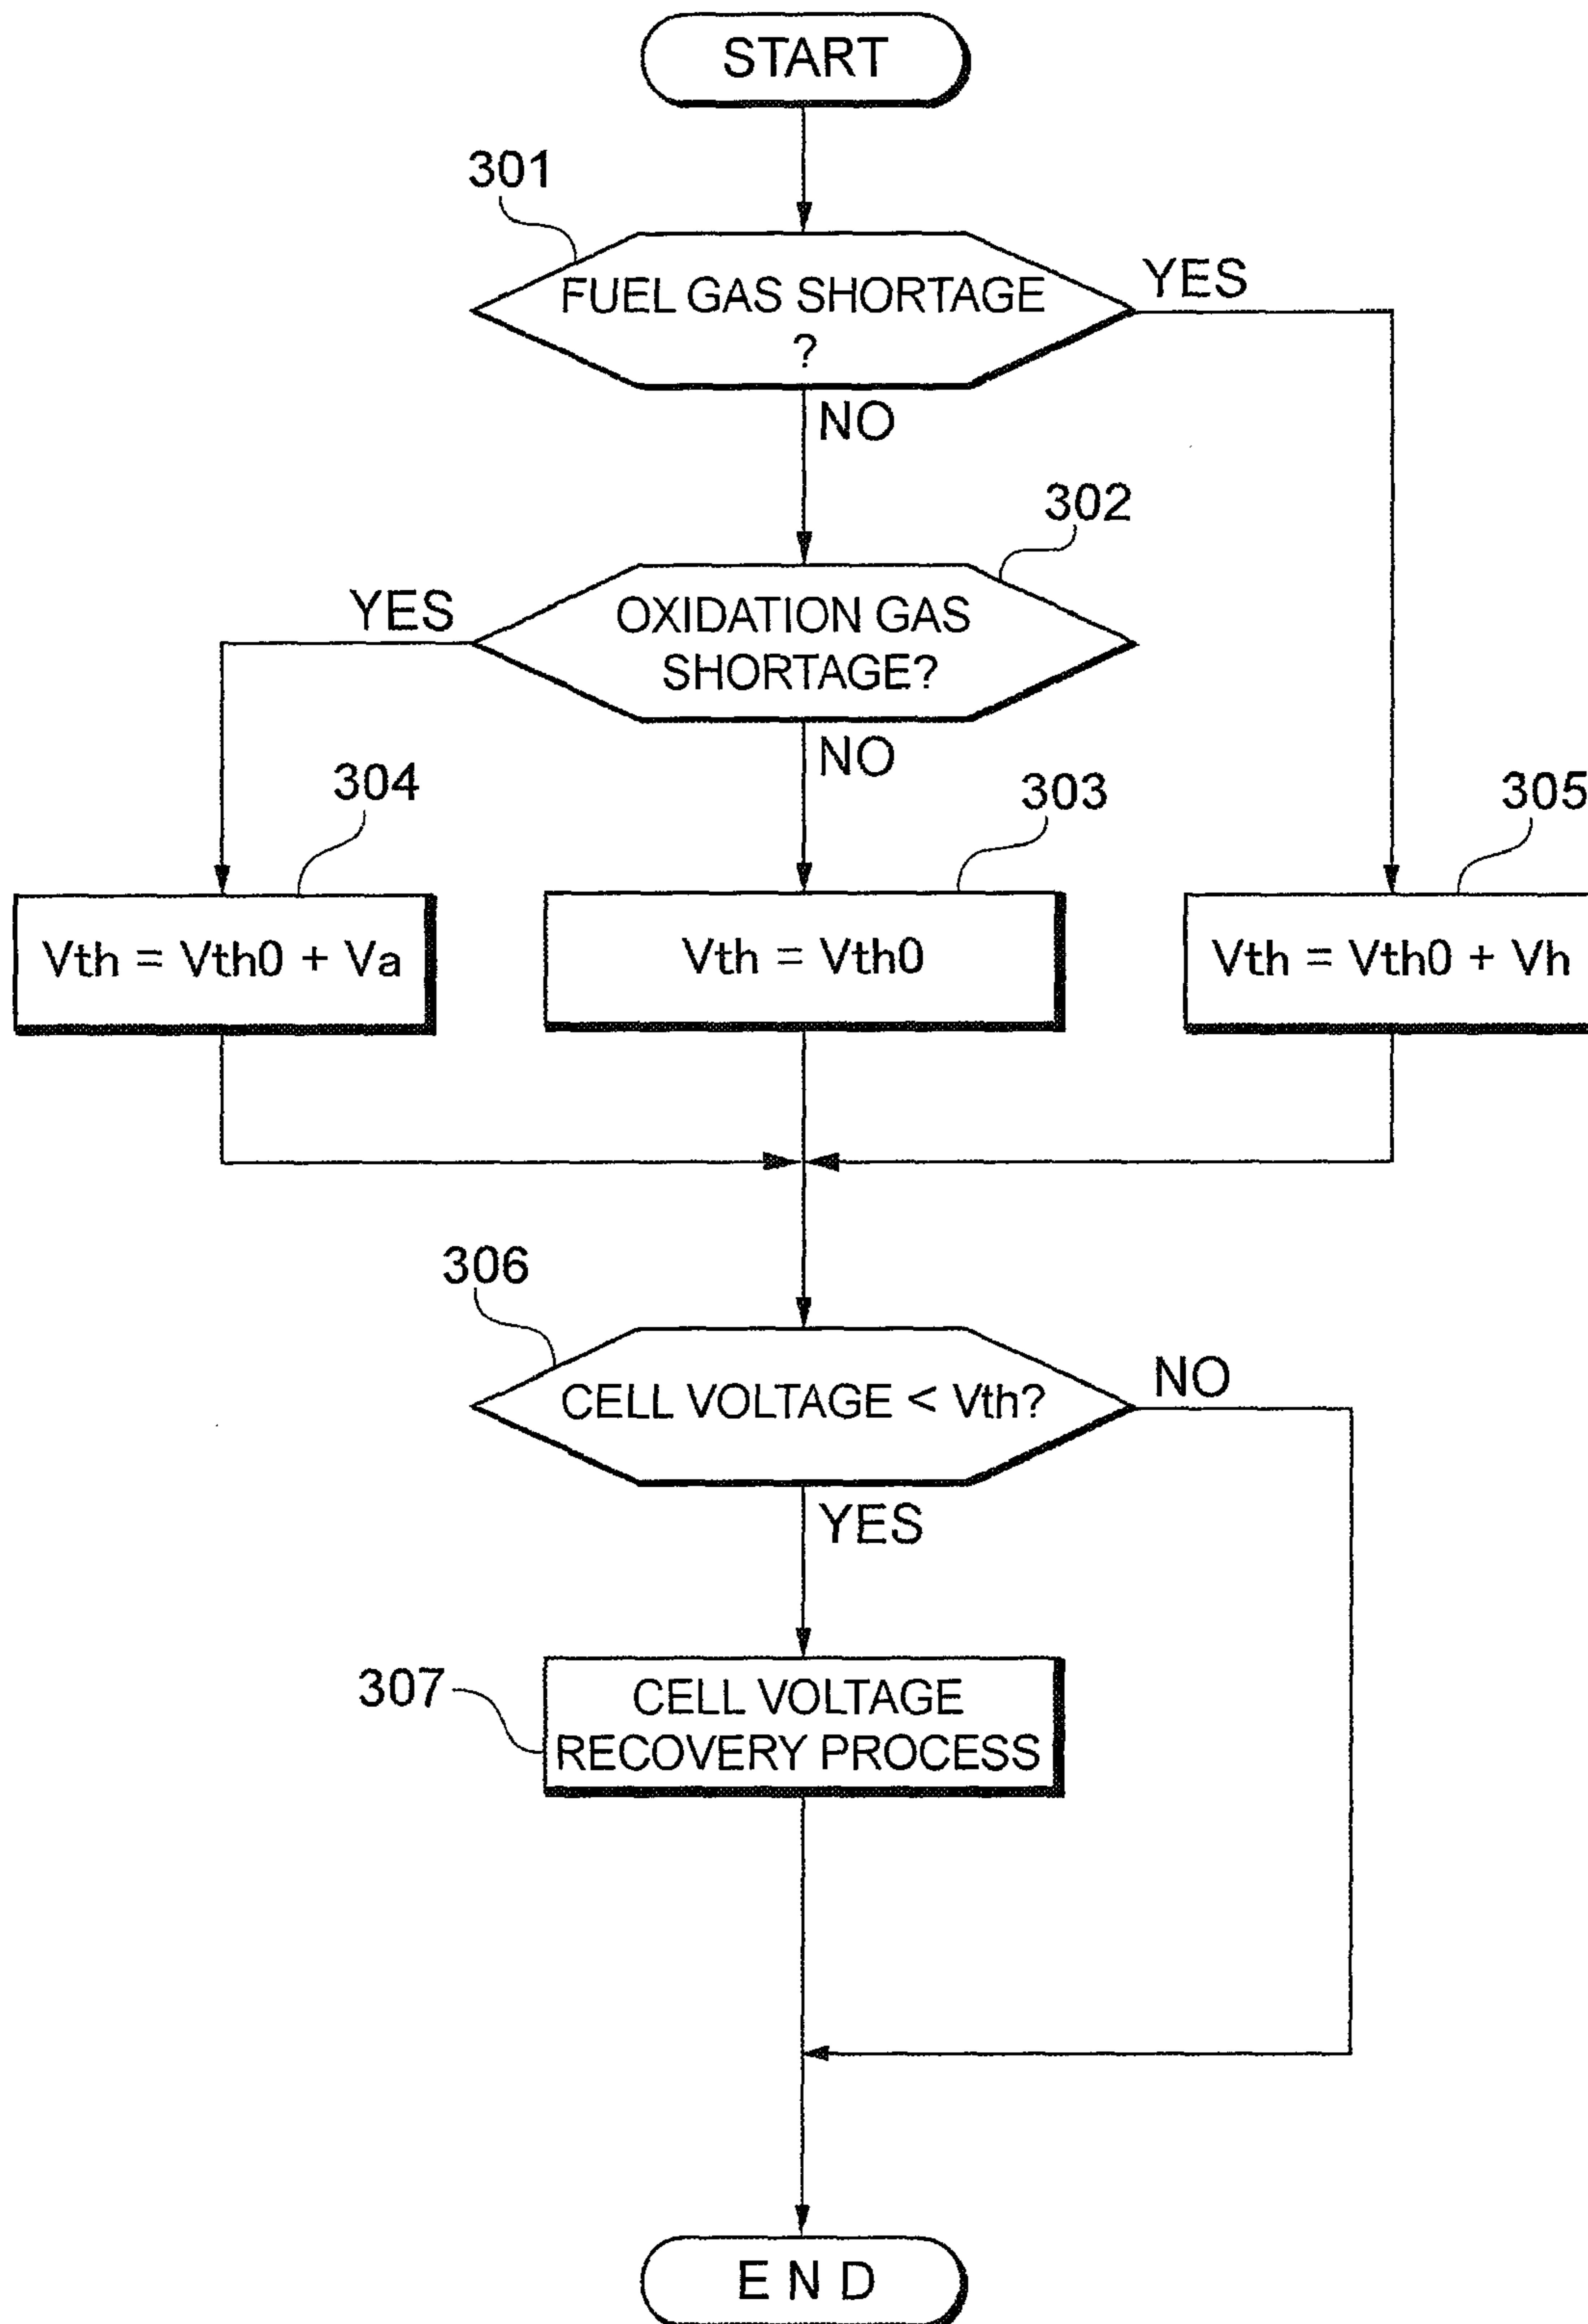 START
301
FUEL GAS SHORTAGE
?
YES
NO
302
YES
OXIDATION GAS
SHORTAGE?
NO
304
303
305
Vth = Vth0 + Va
Vth = Vth0
Vth = Vth0 + Vh
306
CELL VOLTAGE < Vth?
NO
YES
307
CELL VOLTAGE
RECOVERY PROCESS
END